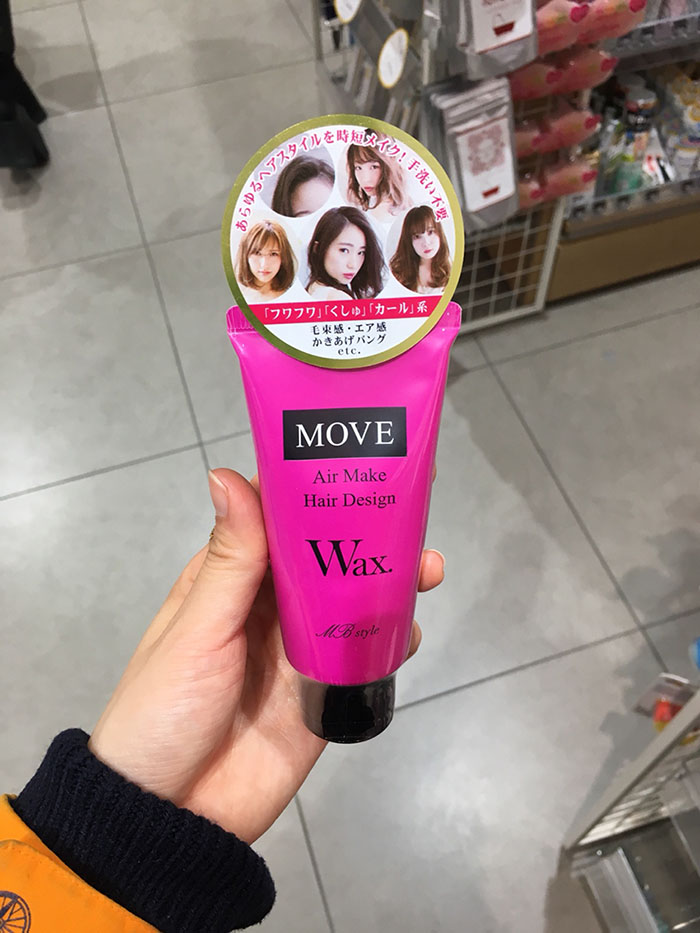 あらゆるヘアスタイルを時短メイク！手洗い不要
「フワフワ」「くしゅ」「カール」系
毛束感・エア感
かきあげバング
etc.
MOVE
Air Make
Hair Design
Wax.
MB style